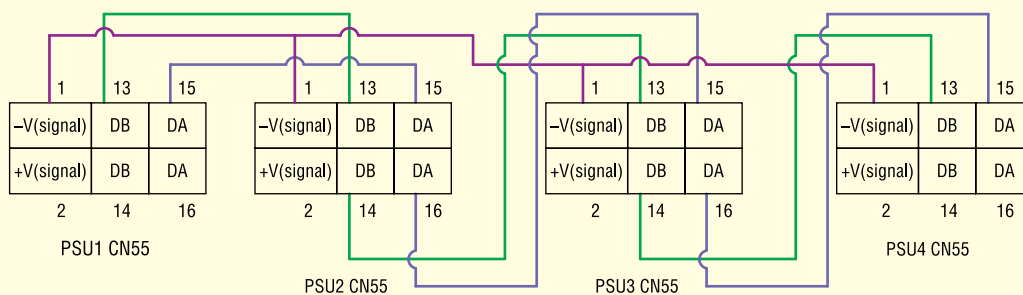 1 13 15 1 13 15 1 13 15 1 13 15
–V(signal) DB DA –V(signal) DB DA –V(signal) DB DA –V(signal) DB DA
+V(signal) DB DA +V(signal) DB DA +V(signal) DB DA +V(signal) DB DA
2 14 16 2 14 16 2 14 16 2 14 16
PSU1 CN55 PSU4 CN55
PSU2 CN55 PSU3 CN55